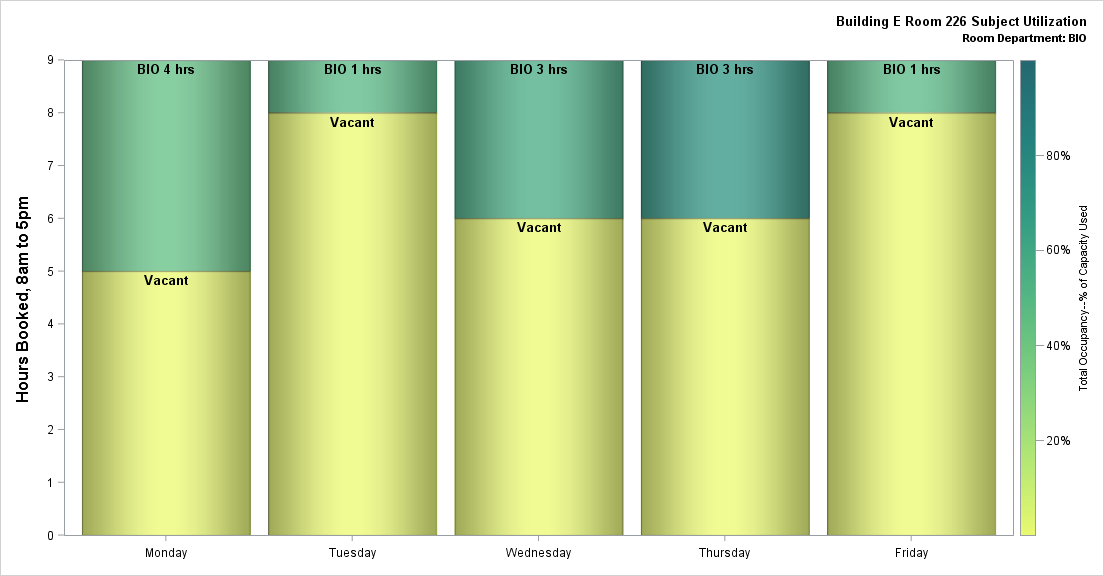 Building E Room 226 Subject Utilization
Room Department: BIO
Hours Booked, 8am to 5pm
9
8
7
6
5
4
3
2
1
0
BIO 4 hrs
Vacant
BIO 1 hrs
Vacant
BIO 3 hrs
Vacant
BIO 3 hrs
Vacant
BIO 1 hrs
Vacant
Monday
Tuesday
Wednesday
Thursday
Friday
80%
60%
40%
20%
Total Occupancy--% of Capacity Used